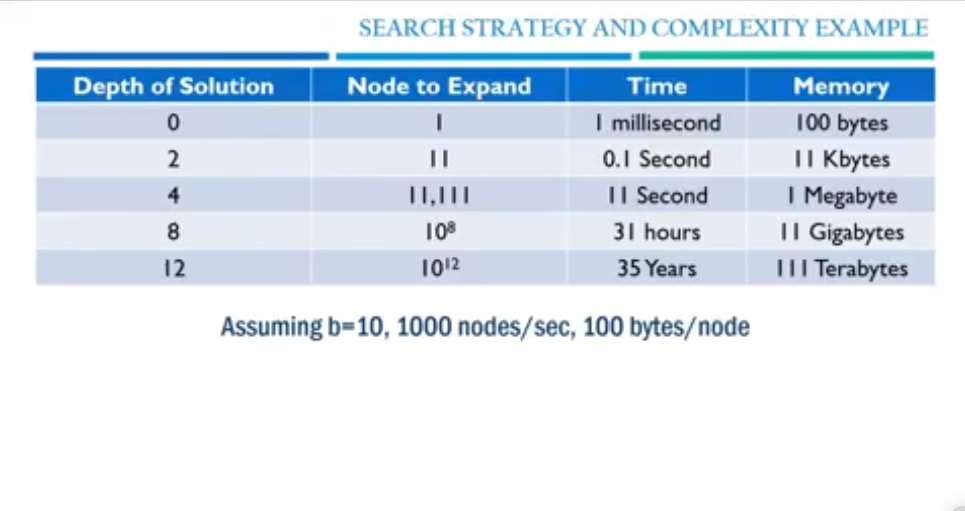 SEARCH STRATEGY AND COMPLEXITY EXAMPLE
Depth of Solution Node to Expand Time Memory
0 1 1 millisecond 100 bytes
2 11 0.1 Second 11 Kbytes
4 11,111 11 Second 1 Megabyte
8 10⁸ 31 hours 11 Gigabytes
12 10¹² 35 Years 111 Terabytes
Assuming b=10, 1000 nodes/sec, 100 bytes/node